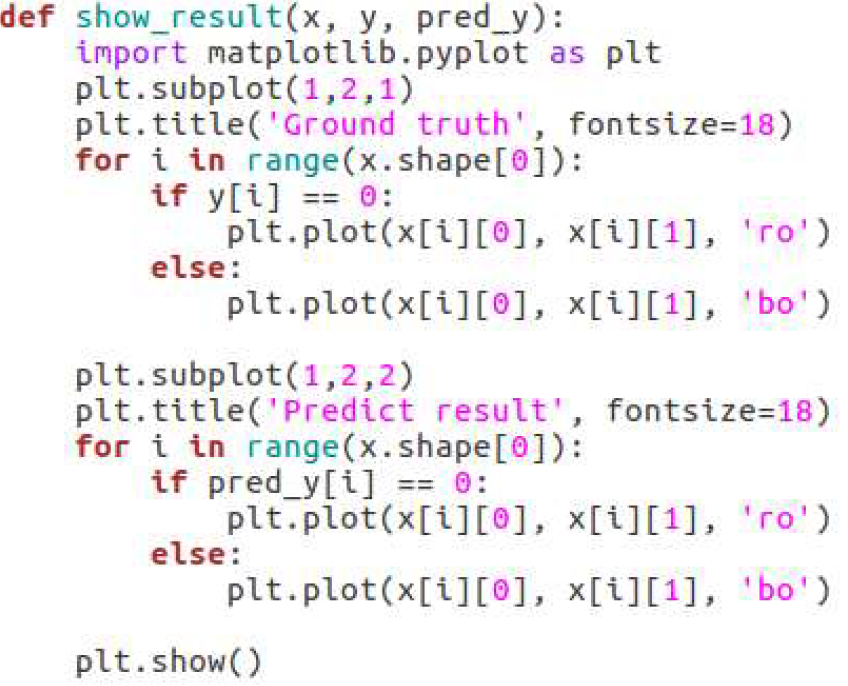 def show_result(x, y, pred_y):
    import matplotlib.pyplot as plt
    plt.subplot(1,2,1)
    plt.title('Ground truth', fontsize=18)
    for i in range(x.shape[0]):
        if y[i] == 0:
            plt.plot(x[i][0], x[i][1], 'ro')
        else:
            plt.plot(x[i][0], x[i][1], 'bo')

    plt.subplot(1,2,2)
    plt.title('Predict result', fontsize=18)
    for i in range(x.shape[0]):
        if pred_y[i] == 0:
            plt.plot(x[i][0], x[i][1], 'ro')
        else:
            plt.plot(x[i][0], x[i][1], 'bo')

    plt.show()